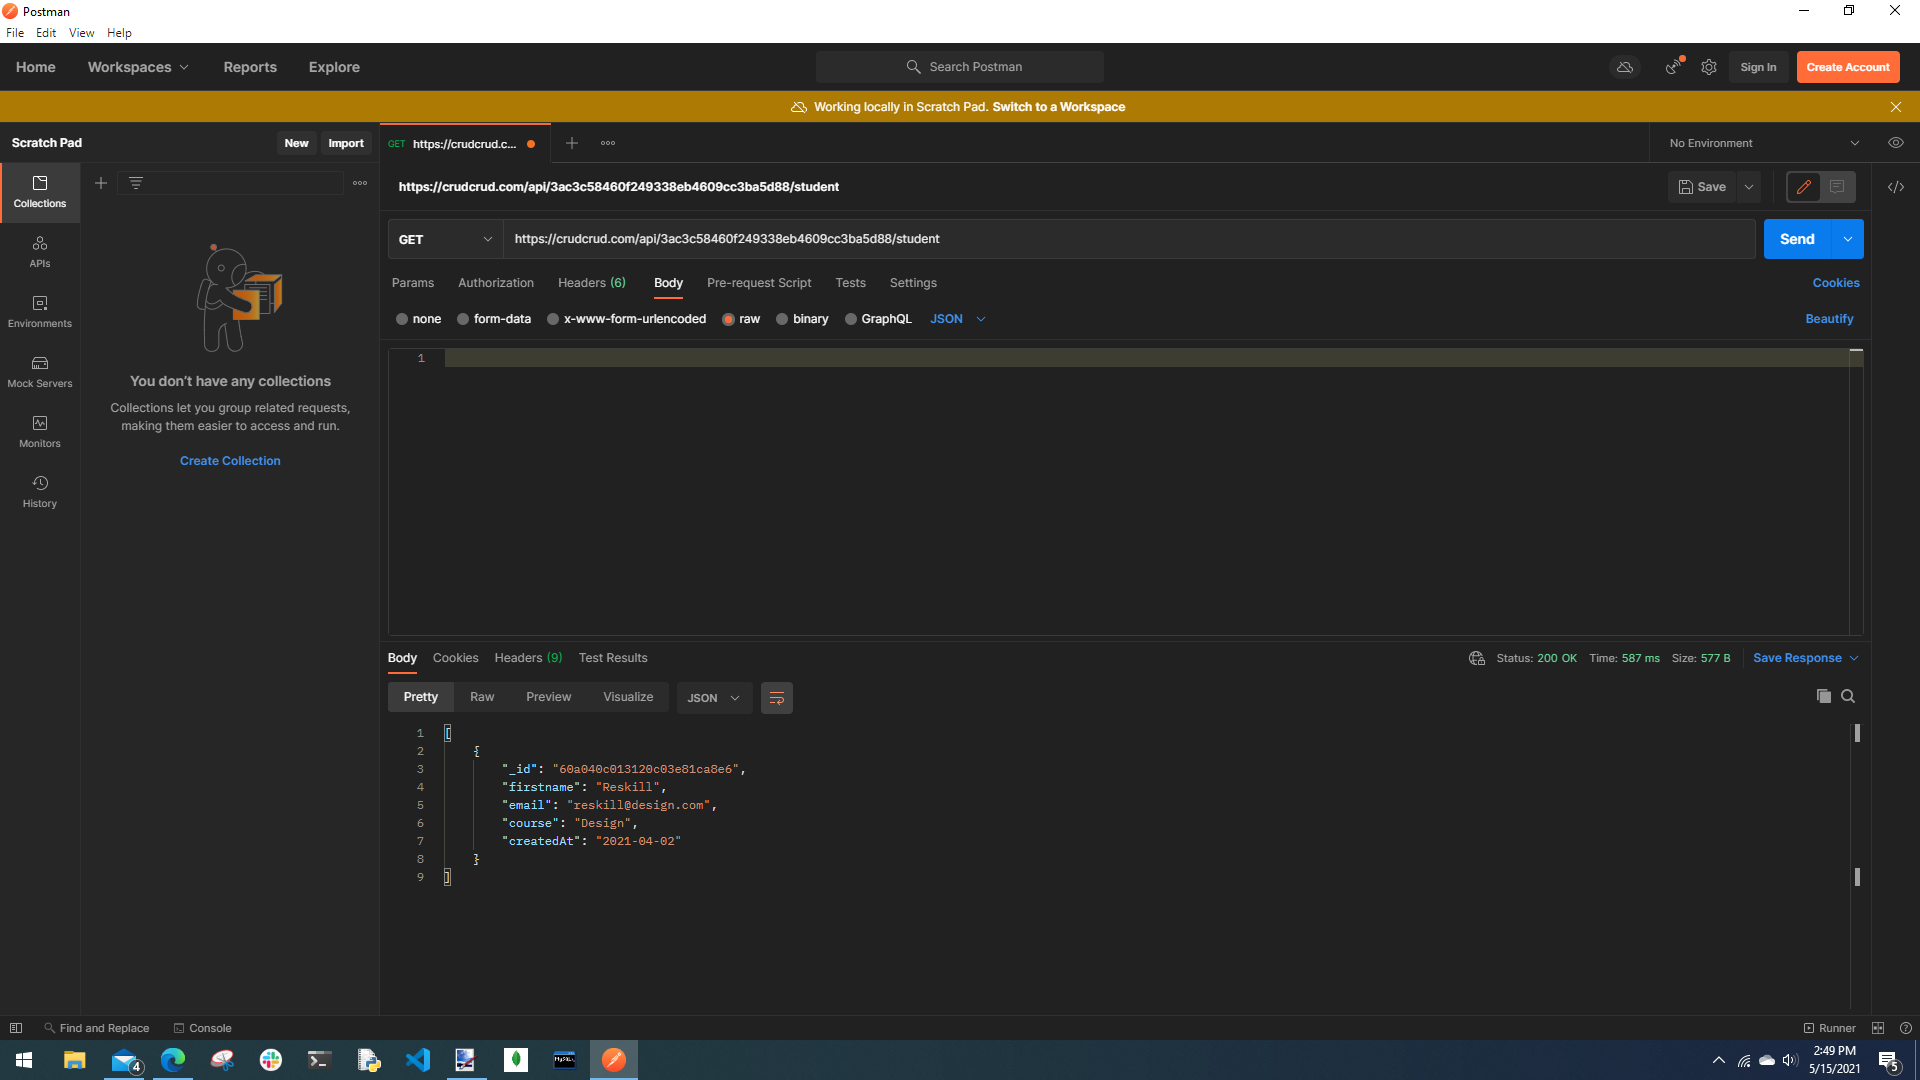 Postman
File Edit View Help
Home Workspaces Reports Explore Search Postman Sign In Create Account
Working locally in Scratch Pad. Switch to a Workspace
Scratch Pad New Import GET https://crudcrud.c... No Environment
https://crudcrud.com/api/3ac3c58460f249338eb4609cc3ba5d88/student Save
GET https://crudcrud.com/api/3ac3c58460f249338eb4609cc3ba5d88/student Send
Params Authorization Headers (6) Body Pre-request Script Tests Settings Cookies
none form-data x-www-form-urlencoded raw binary GraphQL JSON Beautify
1
Collections
APIs
Environments
Mock Servers
Monitors
History
You don't have any collections
Collections let you group related requests,
making them easier to access and run.
Create Collection
Body Cookies Headers (9) Test Results Status: 200 OK Time: 587 ms Size: 577 B Save Response
Pretty Raw Preview Visualize JSON
1 [
2 {
3 "_id": "60a040c013120c03e81ca8e6",
4 "firstname": "Reskill",
5 "email": "reskill@design.com",
6 "course": "Design",
7 "createdAt": "2021-04-02"
8 }
9 ]
Find and Replace Console Runner
4 MySQL 2:49 PM
5/15/2021 5